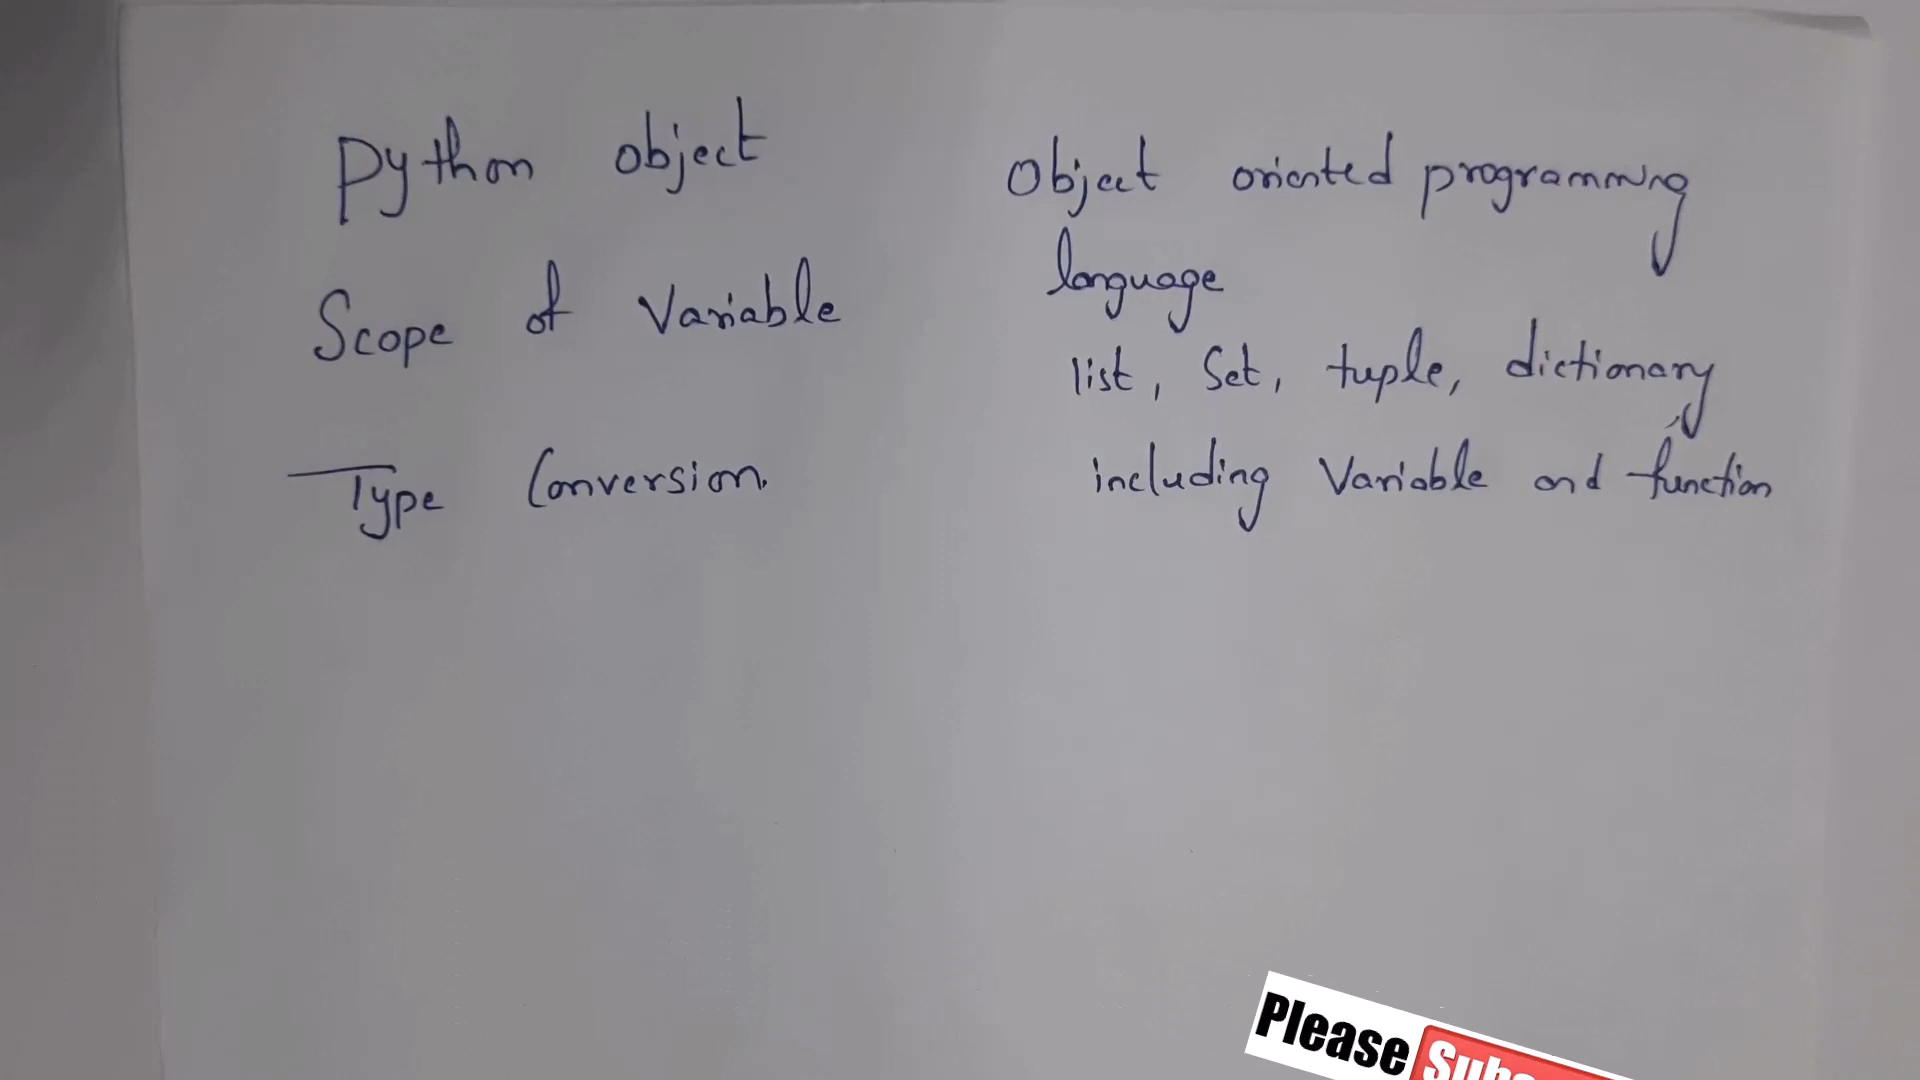 Python object
Scope of Variable
Type Conversion.
Object oriented programming
language
list, Set, tuple, dictionary,
including Variable and function
Please